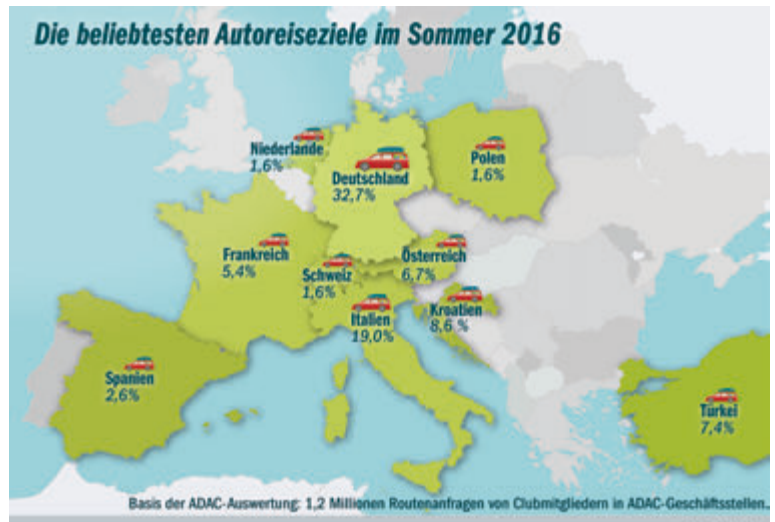 Die beliebtesten Autoreiseziele im Sommer 2016
Niederlande
1,6%
Deutschland
32,7%
Polen
1,6%
Frankreich
5,4%
Schweiz
1,6%
Österreich
6,7%
Italien
19,0%
Kroatien
8,6 %
Spanien
2,6%
Türkei
7,4%
Basis der ADAC-Auswertung: 1,2 Millionen Routenanfragen von Clubmitgliedern in ADAC-Geschäftsstellen.